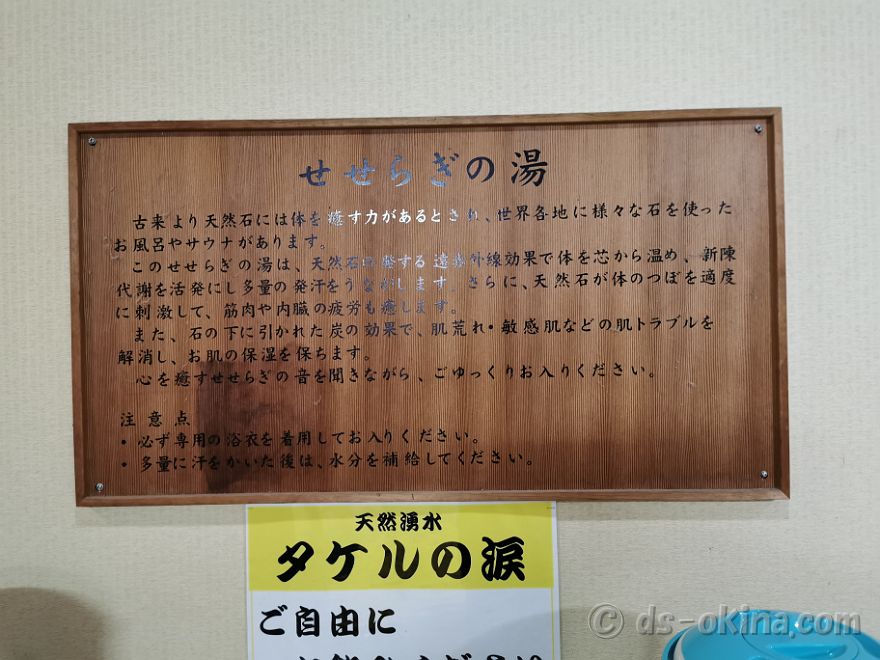 せせらぎの湯
古来より天然石には体を癒す力があるとされ、世界各地に様々な石を使った
お風呂やサウナがあります。
このせせらぎの湯は、天然石の発する遠赤外線効果で体を芯から温め、新陳
代謝を活発にし多量の発汗をうながします。さらに、天然石が体のつぼを適度
に刺激して、筋肉や内臓の疲労も癒します。
また、石の下に引かれた炭の効果で、肌荒れ・敏感肌などの肌トラブルを
解消し、お肌の保湿を保ちます。
心を癒すせせらぎの音を聞きながら、ごゆっくりお入りください。
注意点
・必ず専用の浴衣を着用してお入りください。
・多量に汗をかいた後は、水分を補給してください。
天然湧水
タケルの涙
ご自由に
© ds-okina.com